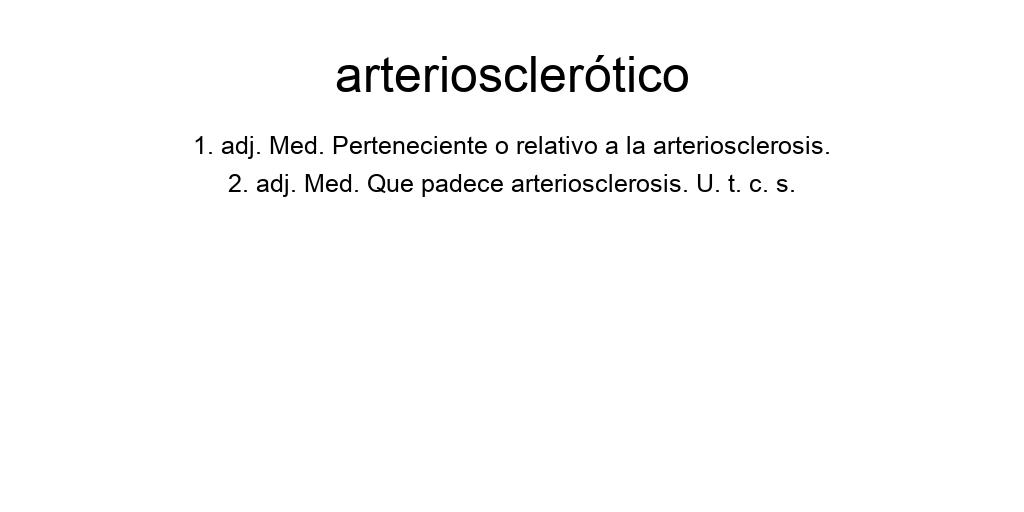 arteriosclerótico
1. adj. Med. Perteneciente o relativo a la arteriosclerosis.
2. adj. Med. Que padece arteriosclerosis. U. t. c. s.